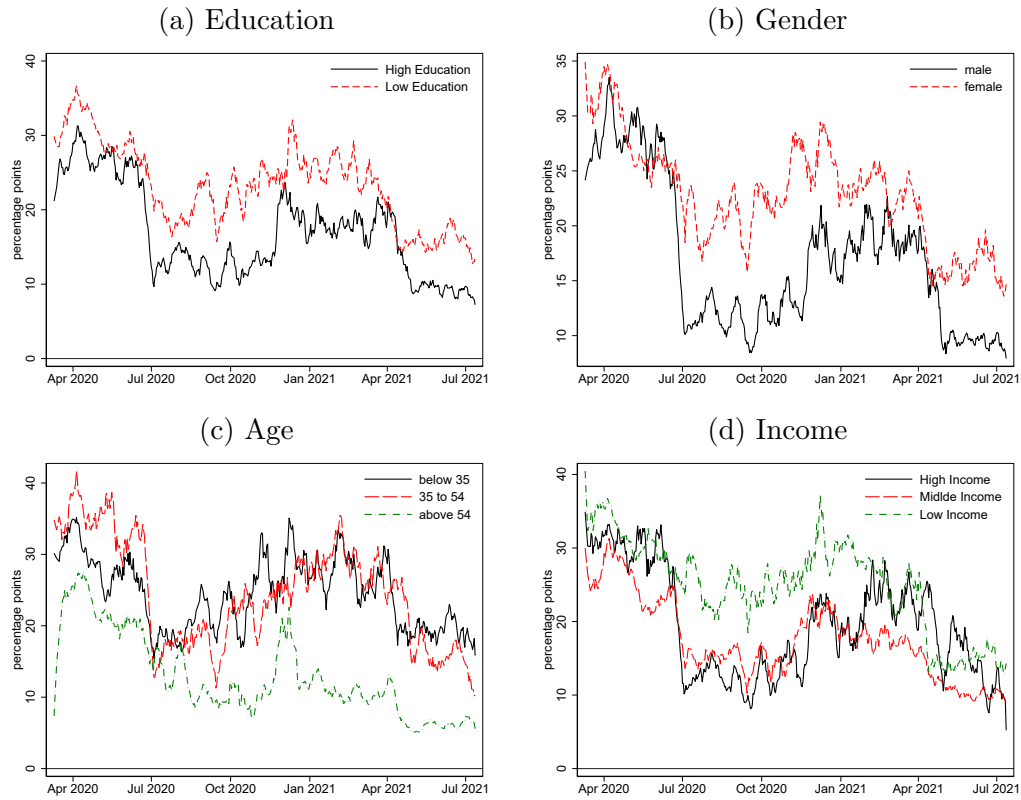 (a) Education
(b) Gender
percentage points
0 10 20 30 40
High Education
Low Education
Apr 2020 Jul 2020 Oct 2020 Jan 2021 Apr 2021 Jul 2021
percentage points
10 15 20 25 30 35
male
female
Apr 2020 Jul 2020 Oct 2020 Jan 2021 Apr 2021 Jul 2021
(c) Age
(d) Income
percentage points
0 10 20 30 40
below 35
35 to 54
above 54
Apr 2020 Jul 2020 Oct 2020 Jan 2021 Apr 2021 Jul 2021
percentage points
0 10 20 30 40
High Income
Midlde Income
Low Income
Apr 2020 Jul 2020 Oct 2020 Jan 2021 Apr 2021 Jul 2021